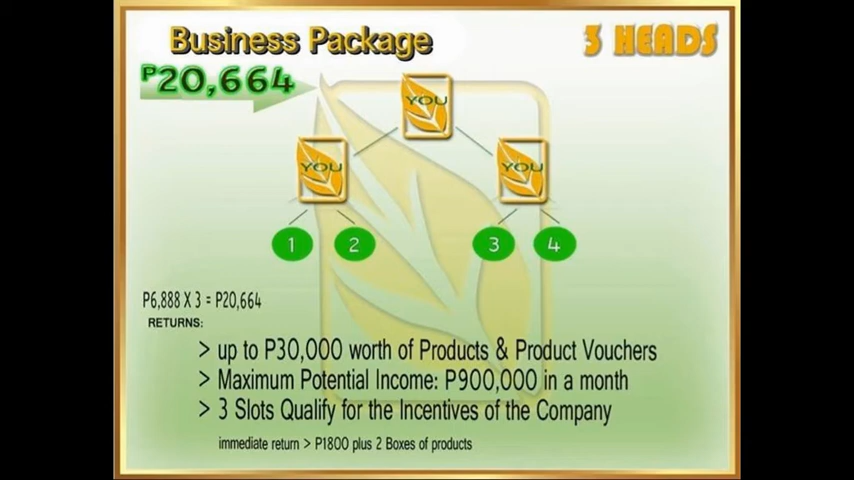 Business Package
3 HEADS
P20,664
YOU
YOU
YOU
1
2
3
4
P6,888 X 3 = P20,664
RETURNS:
> up to P30,000 worth of Products & Product Vouchers
> Maximum Potential Income: P900,000 in a month
> 3 Slots Qualify for the Incentives of the Company
immediate return > P1800 plus 2 Boxes of products